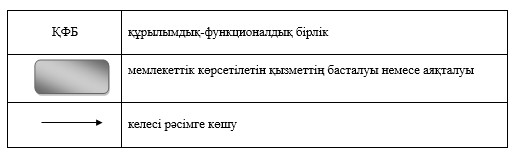 ҚФБ құрылымдық-функционалдық бірлік
мемлекеттік көрсетілетін қызметтің басталуы немесе аяқталуы
келесі рәсімге көшу